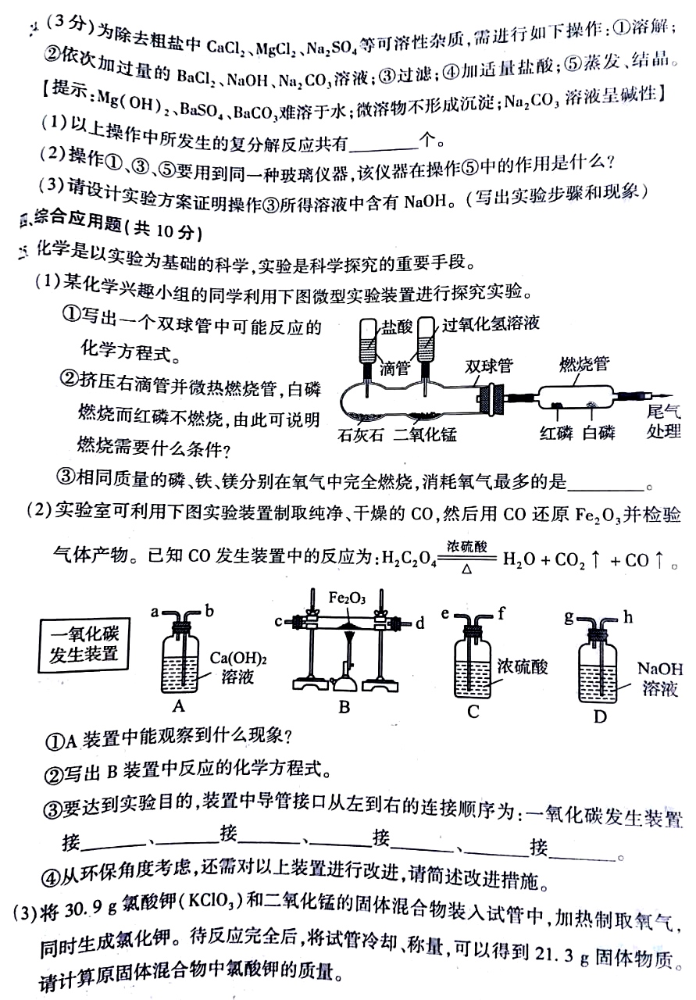 (3分)为除去粗盐中 CaCl₂、MgCl₂、Na₂SO₄等可溶性杂质,需进行如下操作:①溶解;
②依次加过量的 BaCl₂、NaOH、Na₂CO₃溶液;③过滤;④加适量盐酸;⑤蒸发、结晶。
【提示:Mg(OH)₂、BaSO₄、BaCO₃难溶于水;微溶物不形成沉淀;Na₂CO₃ 溶液呈碱性】
(1)以上操作中所发生的复分解反应共有________个。
(2)操作①、③、⑤要用到同一种玻璃仪器,该仪器在操作⑤中的作用是什么?
(3)请设计实验方案证明操作③所得溶液中含有 NaOH。(写出实验步骤和现象)
四、综合应用题(共 10 分)
化学是以实验为基础的科学,实验是科学探究的重要手段。
(1)某化学兴趣小组的同学利用下图微型实验装置进行探究实验。
①写出一个双球管中可能反应的
化学方程式。
②挤压右滴管并微热燃烧管,白磷
燃烧而红磷不燃烧,由此可说明
燃烧需要什么条件?
盐酸 过氧化氢溶液
滴管 双球管 燃烧管
石灰石 二氧化锰 红磷 白磷
尾气
处理
③相同质量的磷、铁、镁分别在氧气中完全燃烧,消耗氧气最多的是________。
(2)实验室可利用下图实验装置制取纯净、干燥的 CO,然后用 CO 还原 Fe₂O₃并检验
气体产物。已知 CO 发生装置中的反应为:H₂C₂O₄ 浓硫酸 ══ △ H₂O + CO₂↑ + CO↑。
一氧化碳
发生装置
a b
Ca(OH)₂
溶液
A
Fe₂O₃
c d
B
e f
浓硫酸
C
g h
NaOH
溶液
D
①A 装置中能观察到什么现象?
②写出 B 装置中反应的化学方程式。
③要达到实验目的,装置中导管接口从左到右的连接顺序为:一氧化碳发生装置
接______、______接______、______接______、______接______。
④从环保角度考虑,还需对以上装置进行改进,请简述改进措施。
(3)将 30.9 g 氯酸钾(KClO₃)和二氧化锰的固体混合物装入试管中,加热制取氧气,
同时生成氯化钾。待反应完全后,将试管冷却、称量,可以得到 21.3 g 固体物质。
请计算原固体混合物中氯酸钾的质量。